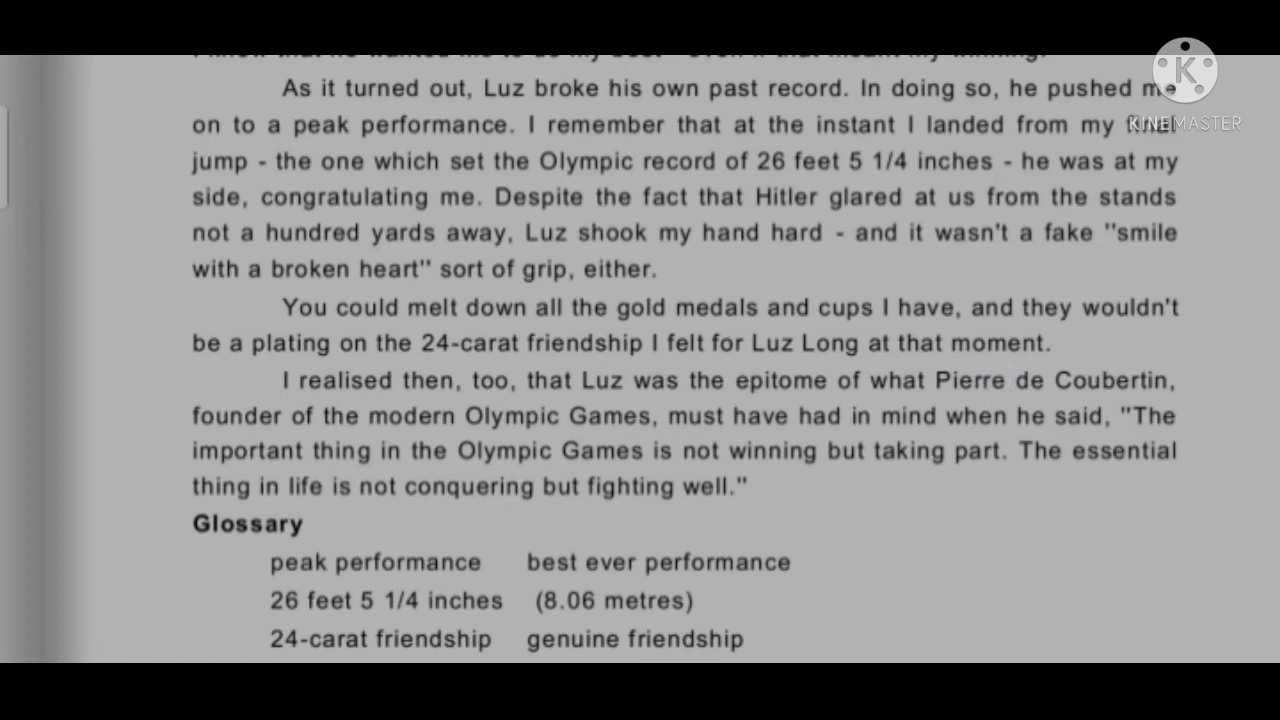 As it turned out, Luz broke his own past record. In doing so, he pushed me
on to a peak performance. I remember that at the instant I landed from my
jump - the one which set the Olympic record of 26 feet 5 1/4 inches - he was at my
side, congratulating me. Despite the fact that Hitler glared at us from the stands
not a hundred yards away, Luz shook my hand hard - and it wasn't a fake "smile
with a broken heart" sort of grip, either.
You could melt down all the gold medals and cups I have, and they wouldn't
be a plating on the 24-carat friendship I felt for Luz Long at that moment.
I realised then, too, that Luz was the epitome of what Pierre de Coubertin,
founder of the modern Olympic Games, must have had in mind when he said, "The
important thing in the Olympic Games is not winning but taking part. The essential
thing in life is not conquering but fighting well."
Glossary
peak performance best ever performance
26 feet 5 1/4 inches (8.06 metres)
24-carat friendship genuine friendship
K
KINEMASTER